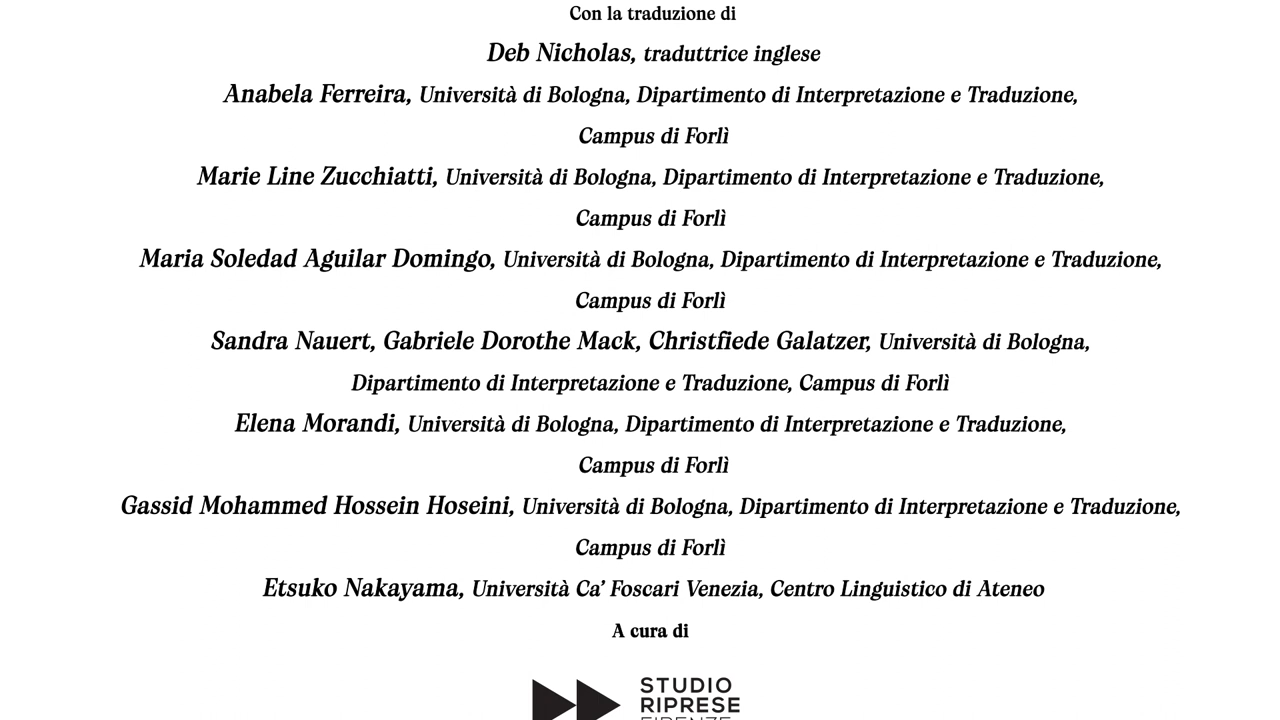 Con la traduzione di
Deb Nicholas, traduttrice inglese
Anabela Ferreira, Università di Bologna, Dipartimento di Interpretazione e Traduzione,
Campus di Forlì
Marie Line Zucchiatti, Università di Bologna, Dipartimento di Interpretazione e Traduzione,
Campus di Forlì
Maria Soledad Aguilar Domingo, Università di Bologna, Dipartimento di Interpretazione e Traduzione,
Campus di Forlì
Sandra Nauert, Gabriele Dorothe Mack, Christfiede Galatzer, Università di Bologna,
Dipartimento di Interpretazione e Traduzione, Campus di Forlì
Elena Morandi, Università di Bologna, Dipartimento di Interpretazione e Traduzione,
Campus di Forlì
Gassid Mohammed Hossein Hoseini, Università di Bologna, Dipartimento di Interpretazione e Traduzione,
Campus di Forlì
Etsuko Nakayama, Università Ca’ Foscari Venezia, Centro Linguistico di Ateneo
A cura di
STUDIO
RIPRESE
FIRENZE